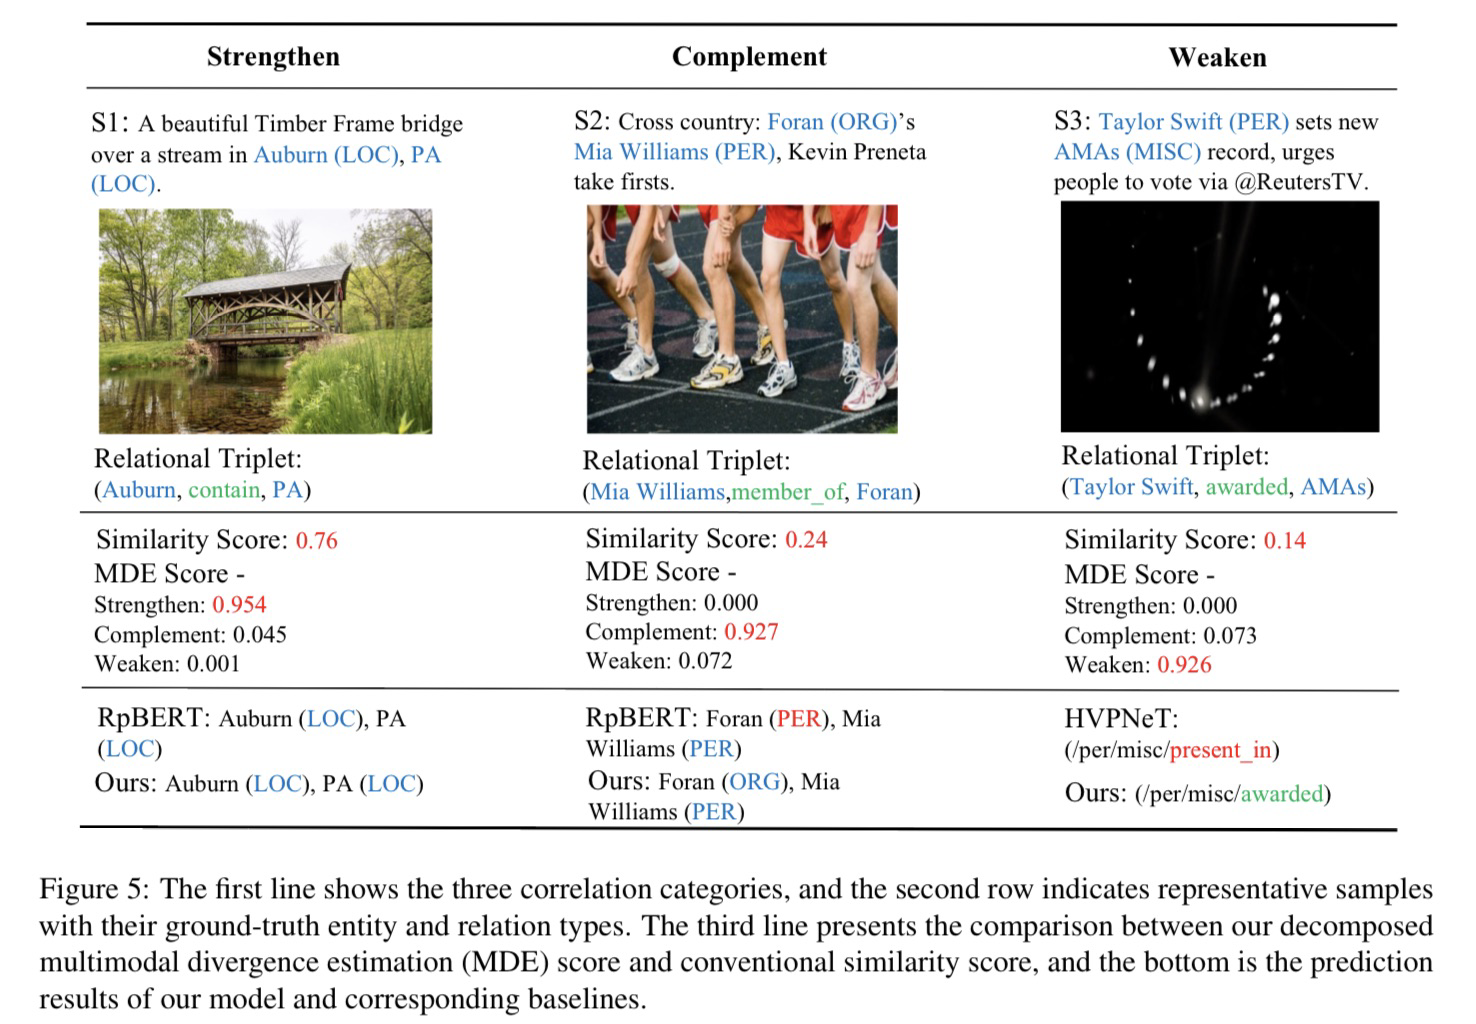 Strengthen
Complement
Weaken
S1: A beautiful Timber Frame bridge
over a stream in Auburn (LOC), PA
(LOC).
Relational Triplet:
(Auburn, contain, PA)
S2: Cross country: Foran (ORG)'s
Mia Williams (PER), Kevin Preneta
take firsts.
Relational Triplet:
(Mia Williams,member_of, Foran)
S3: Taylor Swift (PER) sets new
AMAs (MISC) record, urges
people to vote via @ReutersTV.
Relational Triplet:
(Taylor Swift, awarded, AMAs)
Similarity Score: 0.76
MDE Score -
Strengthen: 0.954
Complement: 0.045
Weaken: 0.001
Similarity Score: 0.24
MDE Score -
Strengthen: 0.000
Complement: 0.927
Weaken: 0.072
Similarity Score: 0.14
MDE Score -
Strengthen: 0.000
Complement: 0.073
Weaken: 0.926
RpBERT: Auburn (LOC), PA
(LOC)
Ours: Auburn (LOC), PA (LOC)
RpBERT: Foran (PER), Mia
Williams (PER)
Ours: Foran (ORG), Mia
Williams (PER)
HVPNeT:
(/per/misc/present_in)
Ours: (/per/misc/awarded)
Figure 5: The first line shows the three correlation categories, and the second row indicates representative samples
with their ground-truth entity and relation types. The third line presents the comparison between our decomposed
multimodal divergence estimation (MDE) score and conventional similarity score, and the bottom is the prediction
results of our model and corresponding baselines.